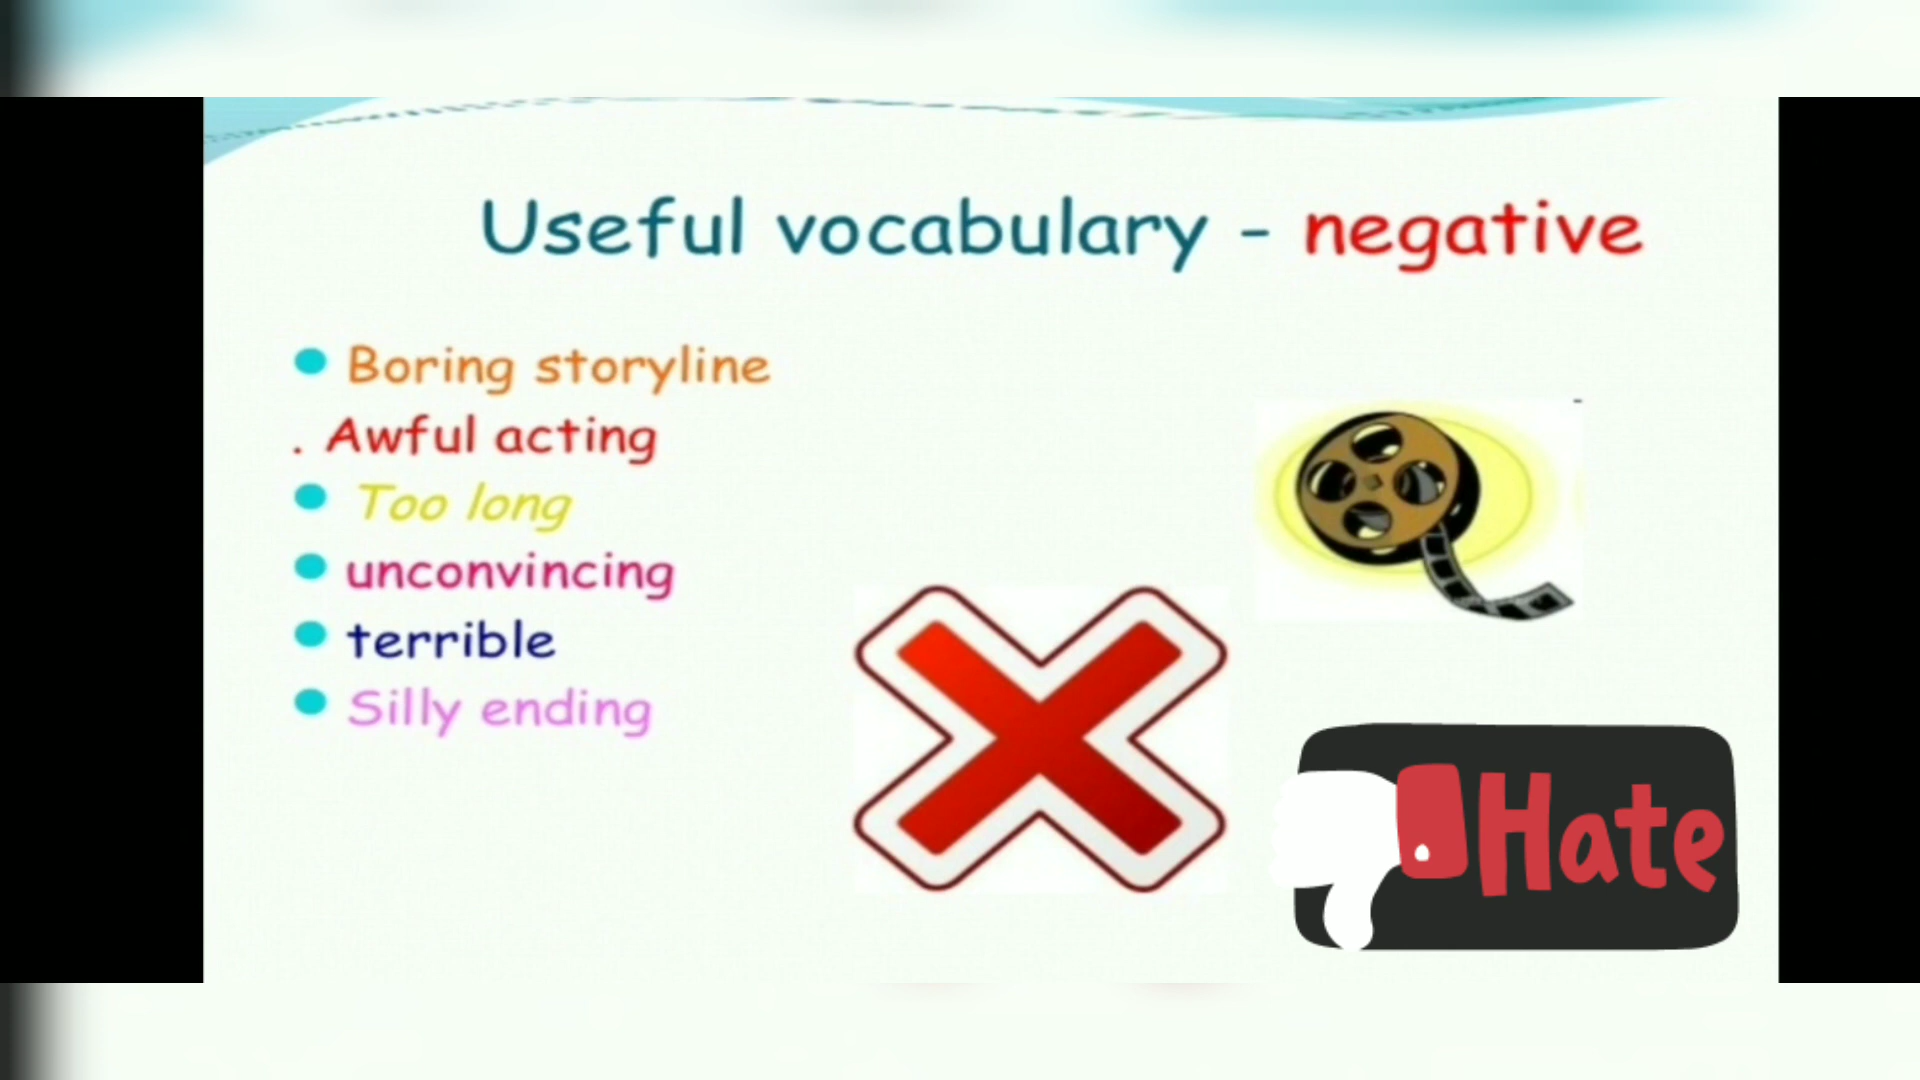 Useful vocabulary - negative
Boring storyline
. Awful acting
Too long
unconvincing
terrible
Silly ending
Hate